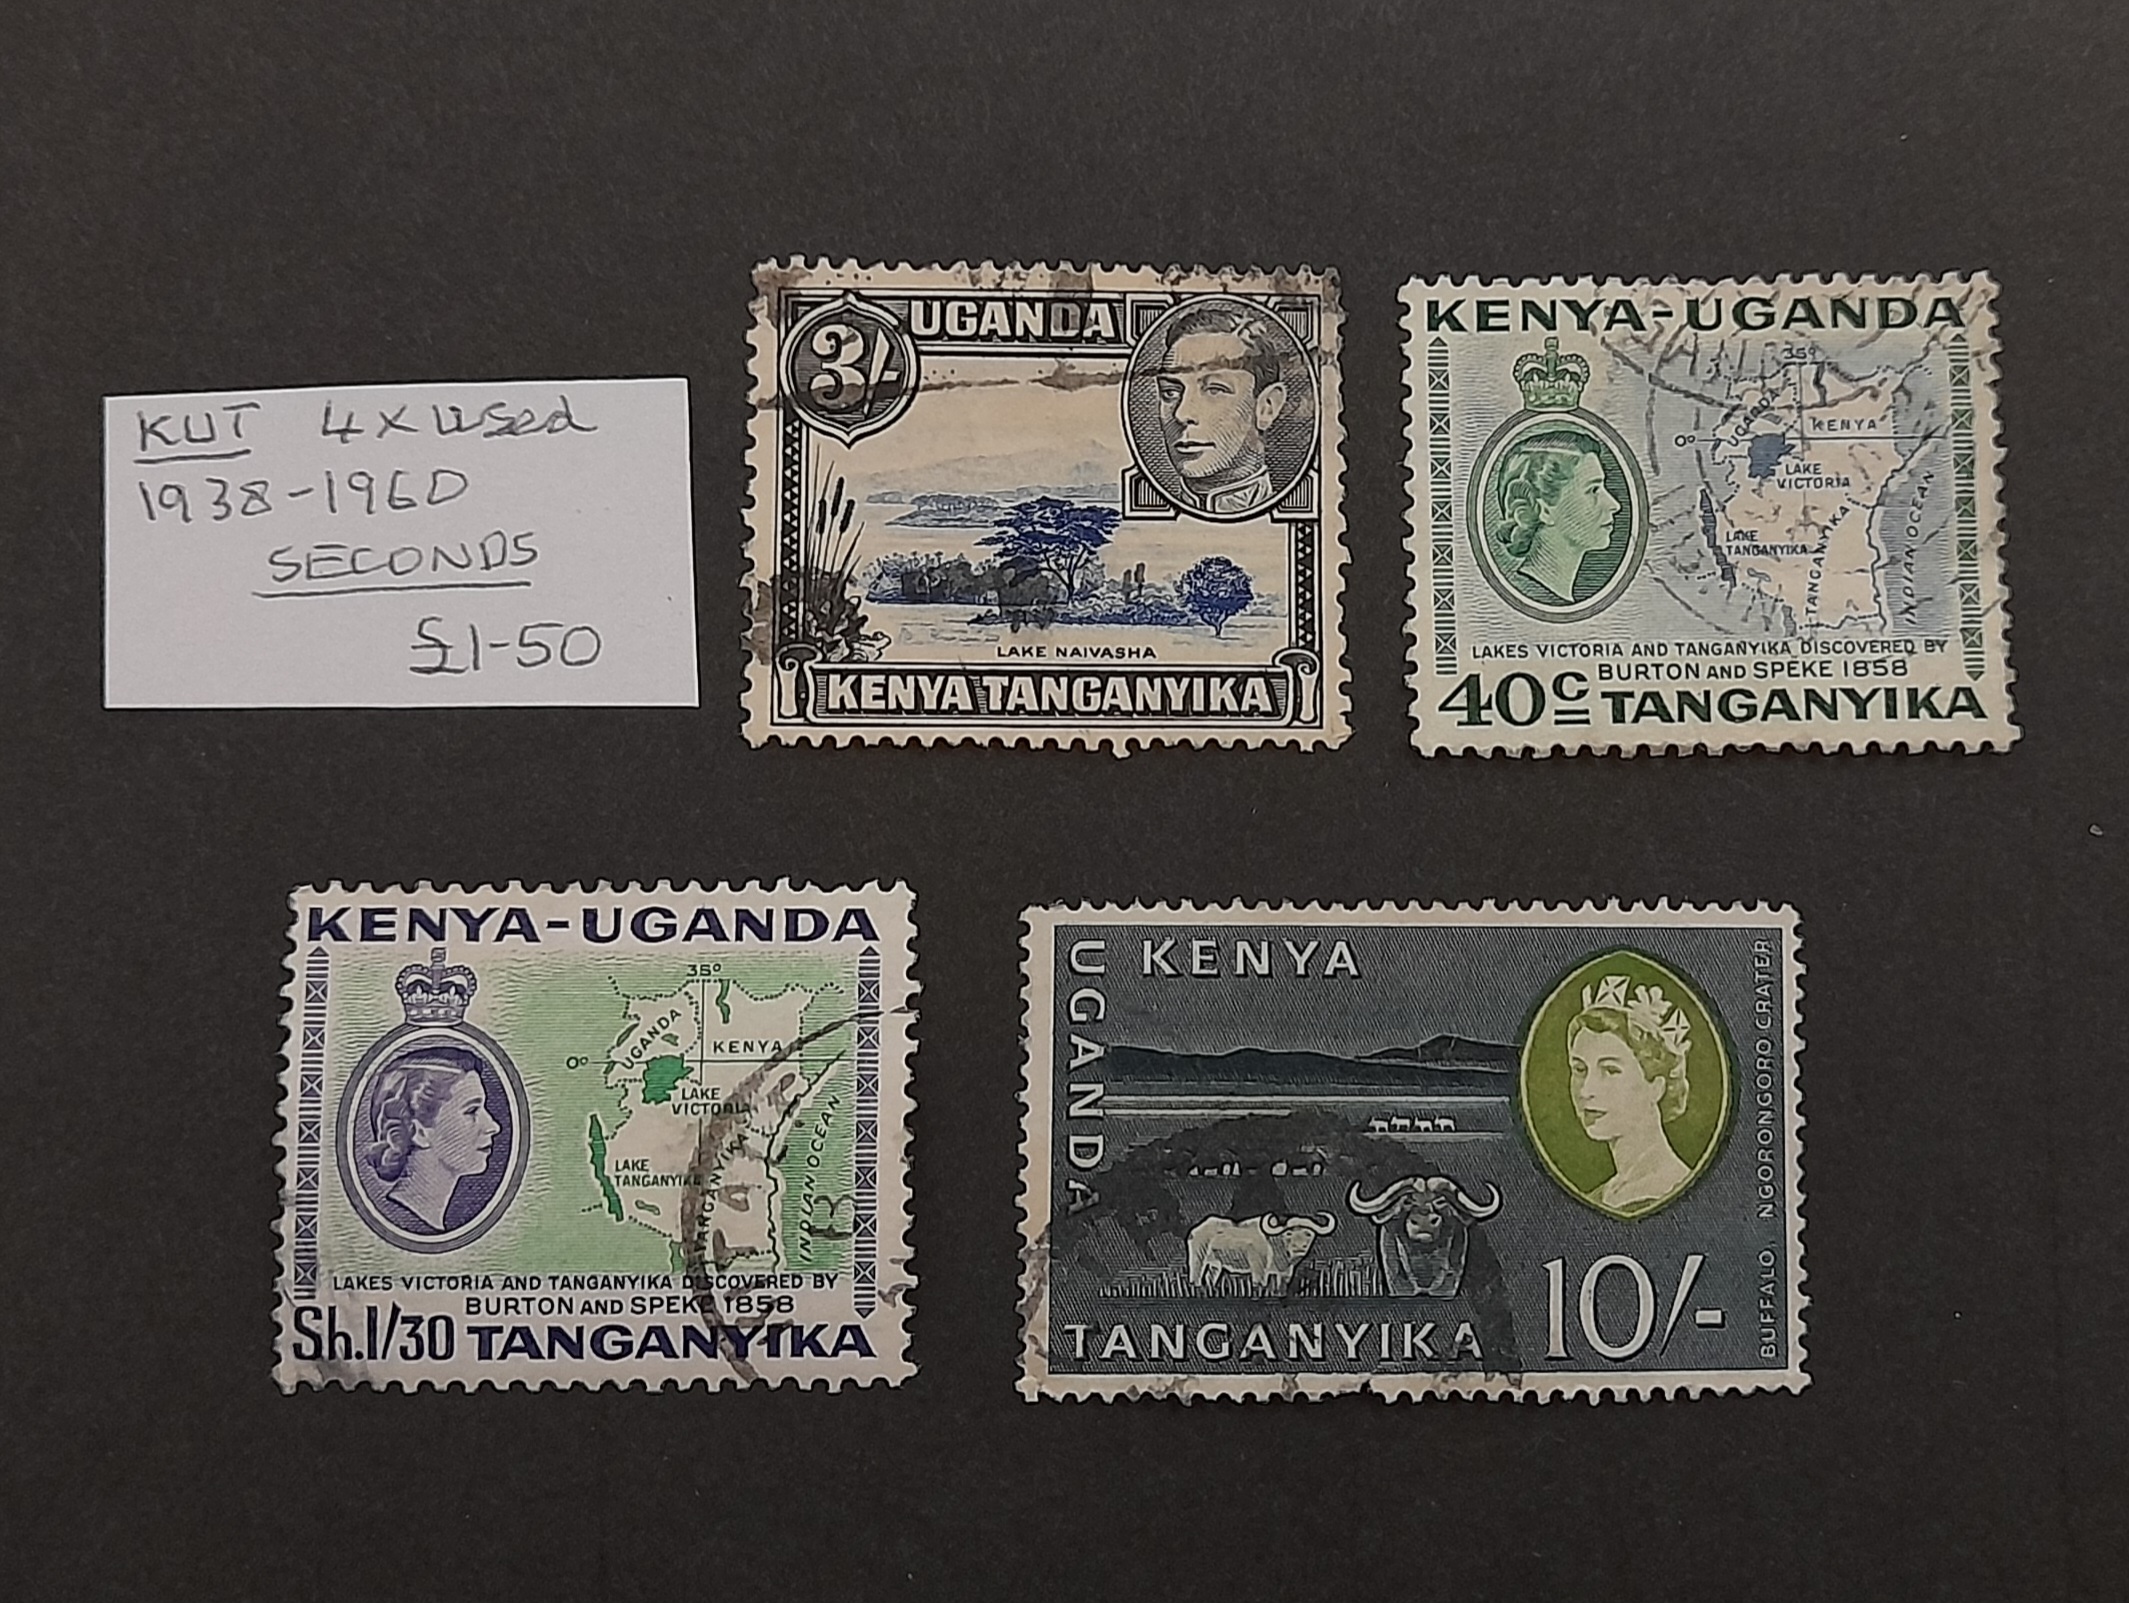 KUT 4 x used
1938-1960
SECONDS
£1-50
UGANDA
3/-
LAKE NAIVASHA
KENYA TANGANYIKA
KENYA-UGANDA
35°
UGANDA
0°
KENYA
LAKE
VICTORIA
LAKE
TANGANYIKA
TANGANYIKA
INDIAN OCEAN
LAKES VICTORIA AND TANGANYIKA DISCOVERED BY
BURTON AND SPEKE 1858
40c TANGANYIKA
KENYA-UGANDA
35°
UGANDA
0°
KENYA
LAKE
VICTORIA
LAKE
TANGANYIKA
TANGANYIKA
INDIAN OCEAN
LAKES VICTORIA AND TANGANYIKA DISCOVERED BY
BURTON AND SPEKE 1858
Sh.1/30 TANGANYIKA
UGANDA
KENYA
TANGANYIKA
10/-
BUFFALO, NGORONGORO CRATER